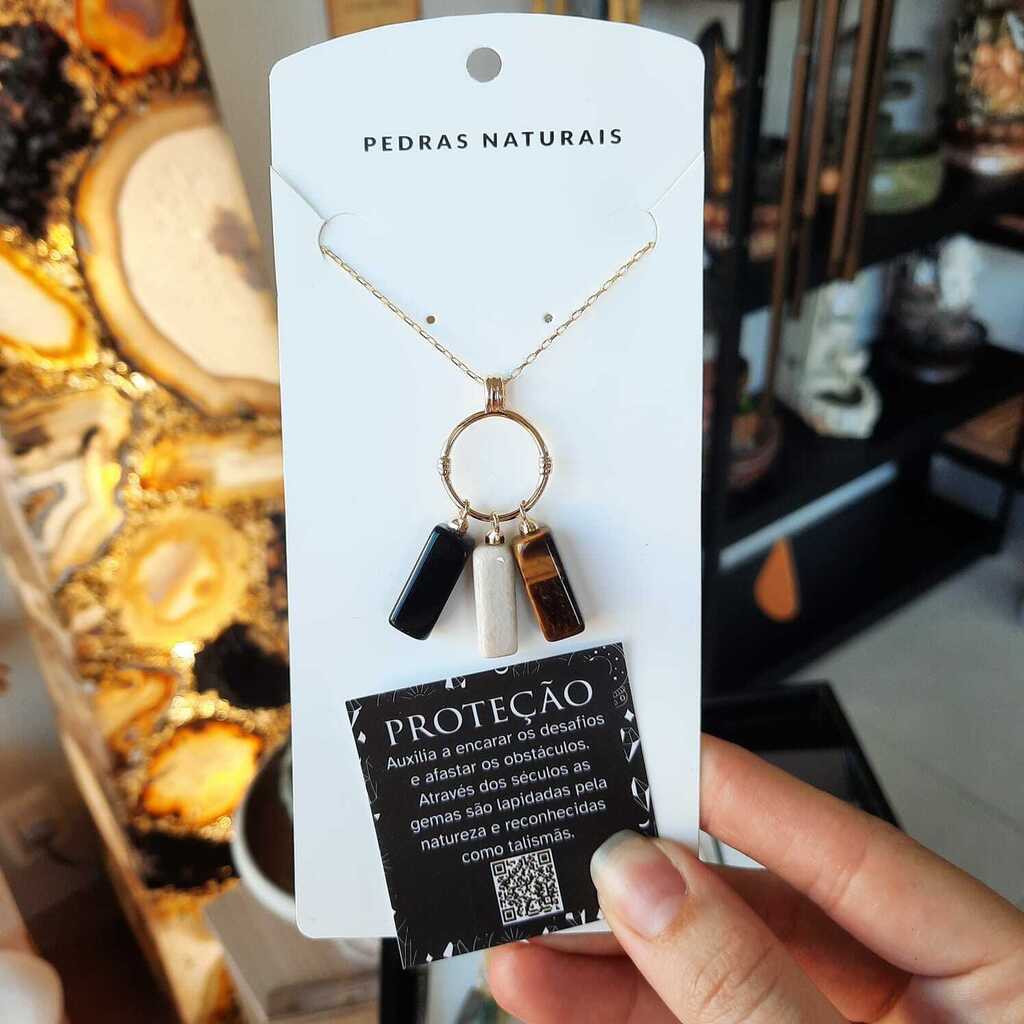 PEDRAS NATURAIS
PROTEÇÃO
Auxilia a encarar os desafios
e afastar os obstáculos.
Através dos séculos as
gemas são lapidadas pela
natureza e reconhecidas
como talismãs.